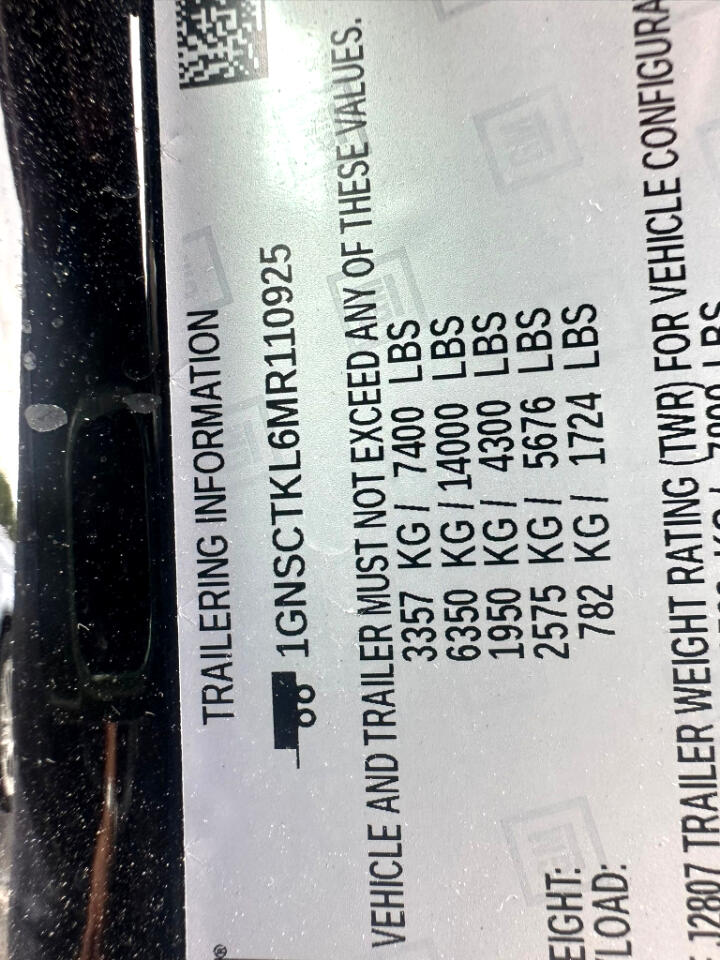 TRAILERING INFORMATION
1GNSCTKL6MR110925
VEHICLE AND TRAILER MUST NOT EXCEED ANY OF THESE VALUES.
3357 KG / 7400 LBS
6350 KG / 14000 LBS
1950 KG / 4300 LBS
EIGHT: 2575 KG / 5676 LBS
LOAD: 782 KG / 1724 LBS
J2807 TRAILER WEIGHT RATING (TWR) FOR VEHICLE CONFIGURA